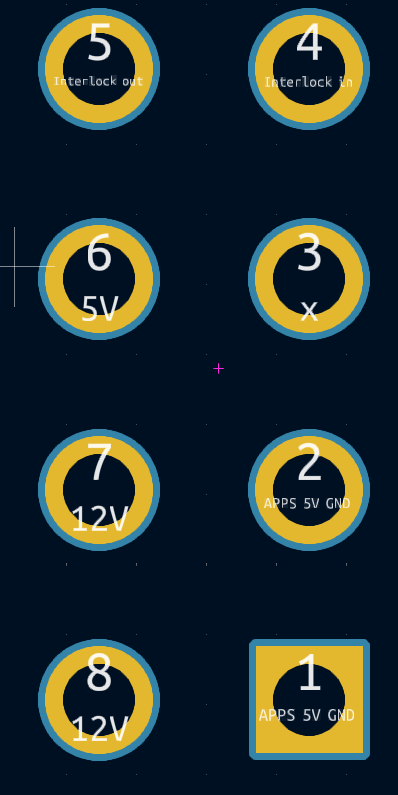 5
Interlock out
4
Interlock in
6
5V
3
x
7
12V
2
APPS 5V GND
8
12V
1
APPS 5V GND